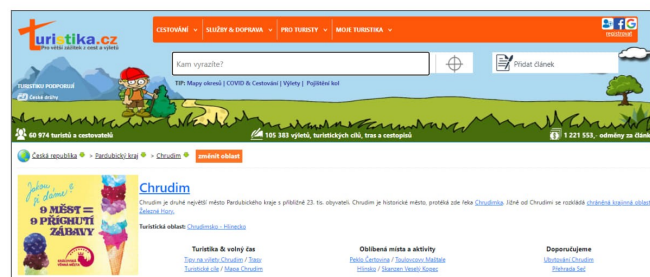 turistika.cz
Pro větší zážitek z cest a výletů
CESTOVÁNÍ
SLUŽBY & DOPRAVA
PRO TURISTY
MOJE TURISTIKA
registrovat
Kam vyrazíte?
Přidat článek
TIP: Mapy okresů | COVID & Cestování | Výlety | Pojištění kol
TURISTIKU PODPORUJÍ
České dráhy
60 974 turistů a cestovatelů
105 383 výletů, turistických cílů, tras a cestopisů
1 221 553,- odměny za článk
Česká republika > Pardubický kraj > Chrudim
změnit oblast
Jakou si dáme?
9 MĚST =
9 PŘÍCHUTÍ
ZÁBAVY
Chrudim
Chrudim je druhé největší město Pardubického kraje s přibližně 23. tis. obyvateli. Chrudim je historické město, protéká zde řeka Chrudimka. Jižně od Chrudimi se rozkládá chráněná krajinná oblast
Železné Hory.
Turistická oblast: Chrudimsko - Hlinecko
Turistika & volný čas
Tipy na výlety Chrudim / Trasy
Turistické cíle / Mapa Chrudim
Oblíbená místa a aktivity
Peklo Čertovina / Toulovcovy Maštale
Hlinsko / Skanzen Veselý Kopec
Doporučujeme
Ubytování Chrudim
Přehrada Seč